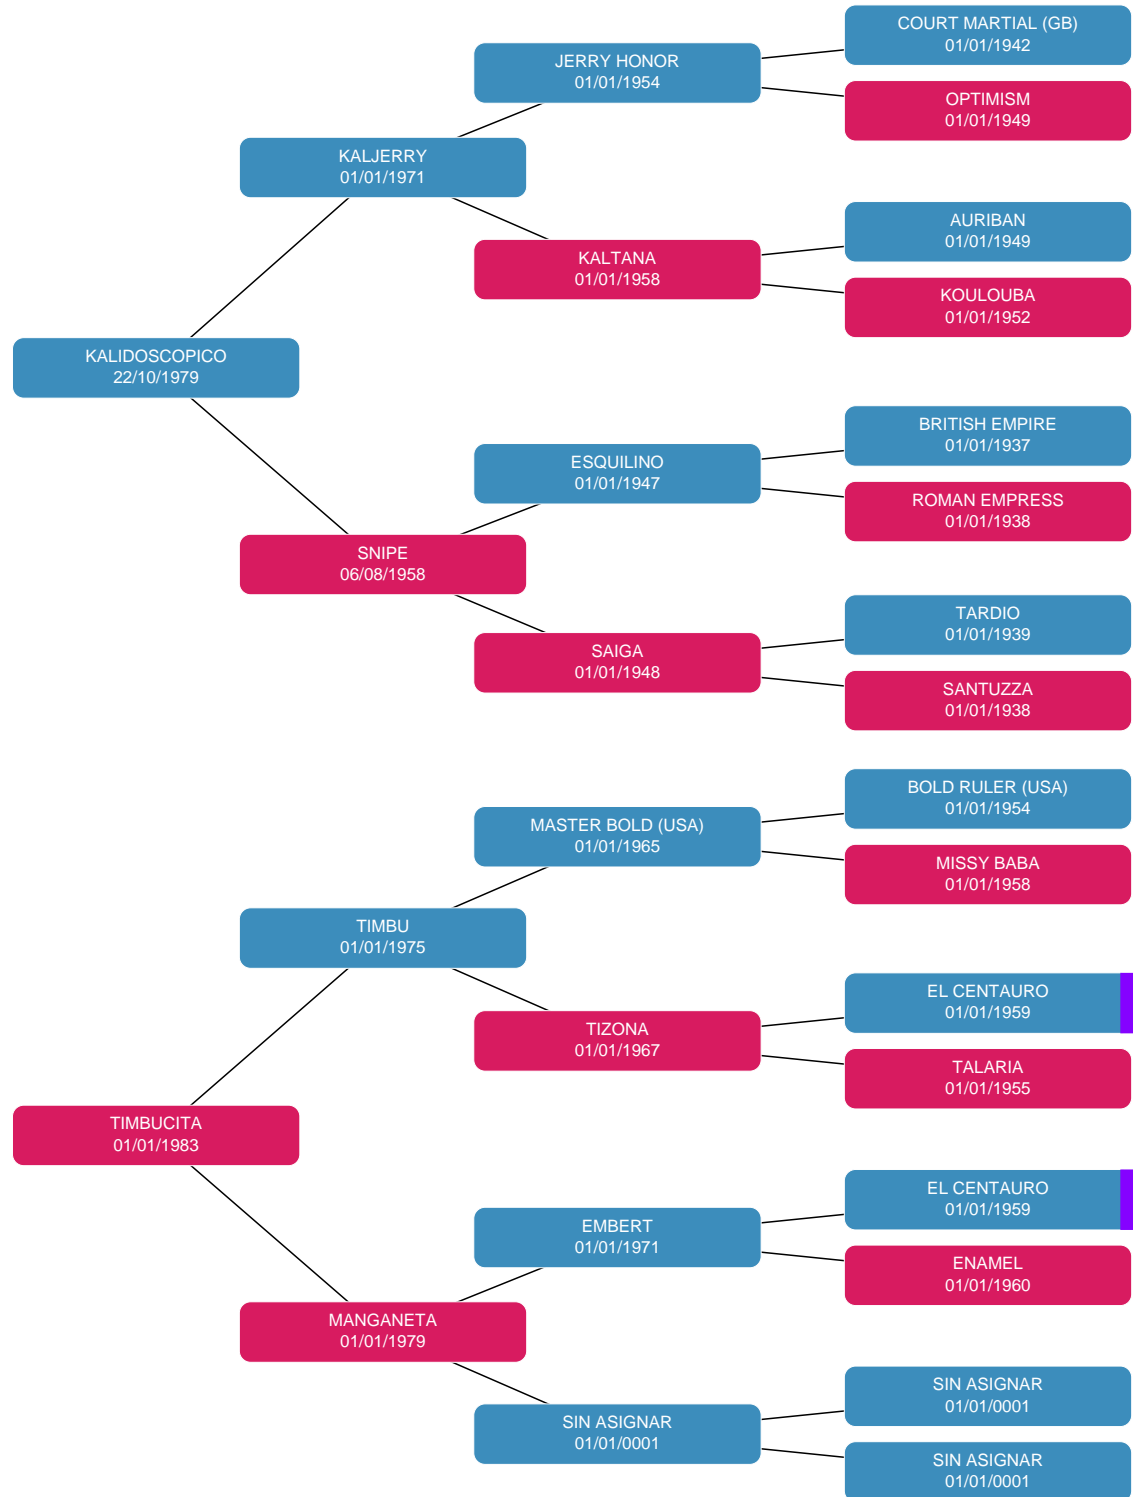 COURT MARTIAL (GB)
01/01/1942
JERRY HONOR
01/01/1954
OPTIMISM
01/01/1949
KALJERRY
01/01/1971
AURIBAN
01/01/1949
KALTANA
01/01/1958
KOULOUBA
01/01/1952
KALIDOSCOPICO
22/10/1979
BRITISH EMPIRE
01/01/1937
ESQUILINO
01/01/1947
ROMAN EMPRESS
01/01/1938
SNIPE
06/08/1958
TARDIO
01/01/1939
SAIGA
01/01/1948
SANTUZZA
01/01/1938
BOLD RULER (USA)
01/01/1954
MASTER BOLD (USA)
01/01/1965
MISSY BABA
01/01/1958
TIMBU
01/01/1975
EL CENTAURO
01/01/1959
TIZONA
01/01/1967
TALARIA
01/01/1955
TIMBUCITA
01/01/1983
EL CENTAURO
01/01/1959
EMBERT
01/01/1971
ENAMEL
01/01/1960
MANGANETA
01/01/1979
SIN ASIGNAR
01/01/0001
SIN ASIGNAR
01/01/0001
SIN ASIGNAR
01/01/0001